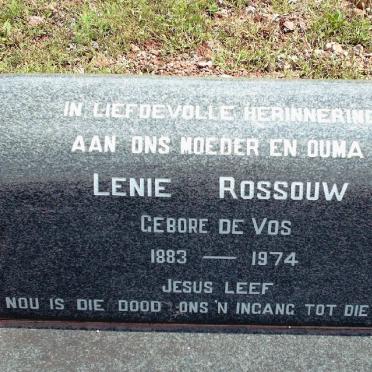 IN LIEFDEVOLLE HERINNERING
AAN ONS MOEDER EN OUMA
LENIE ROSSOUW
GEBORE DE VOS
1883 — 1974
JESUS LEEF
NOU IS DIE DOOD ONS 'N INGANG TOT DIE